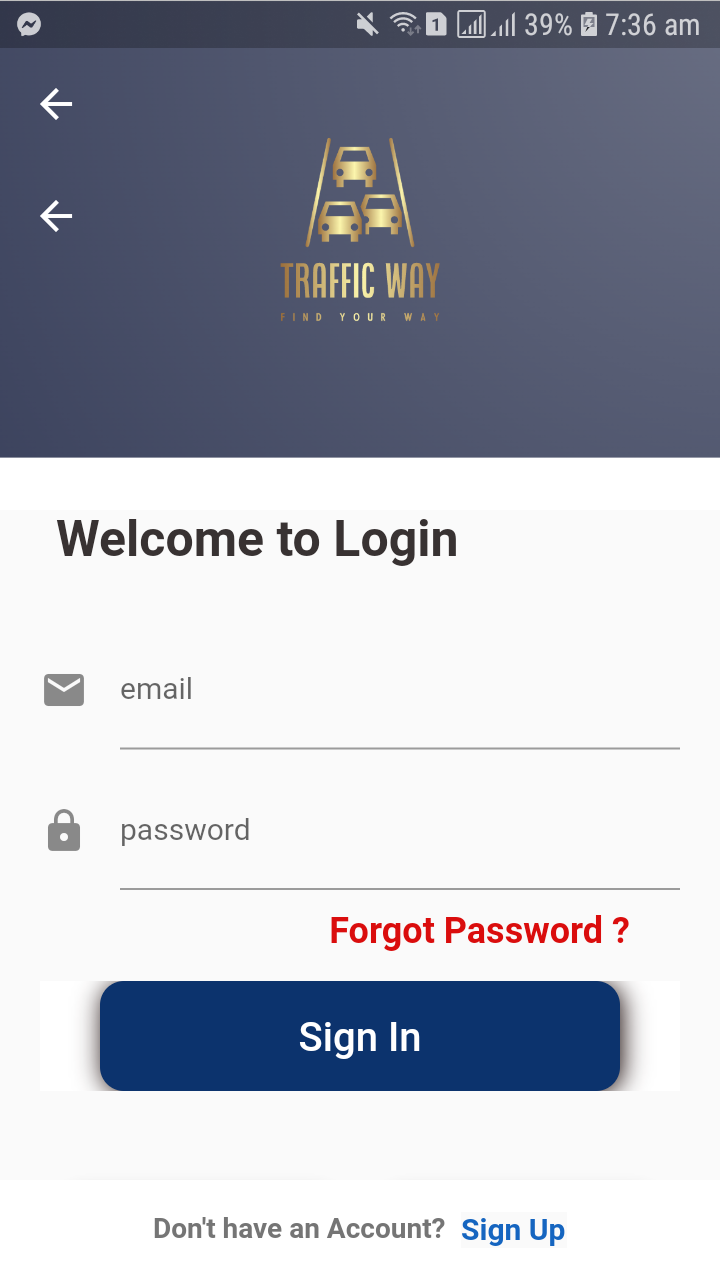 1 39% 7:36 am
TRAFFIC WAY
FIND YOUR WAY
Welcome to Login
email
password
Forgot Password ?
Sign In
Don't have an Account? Sign Up